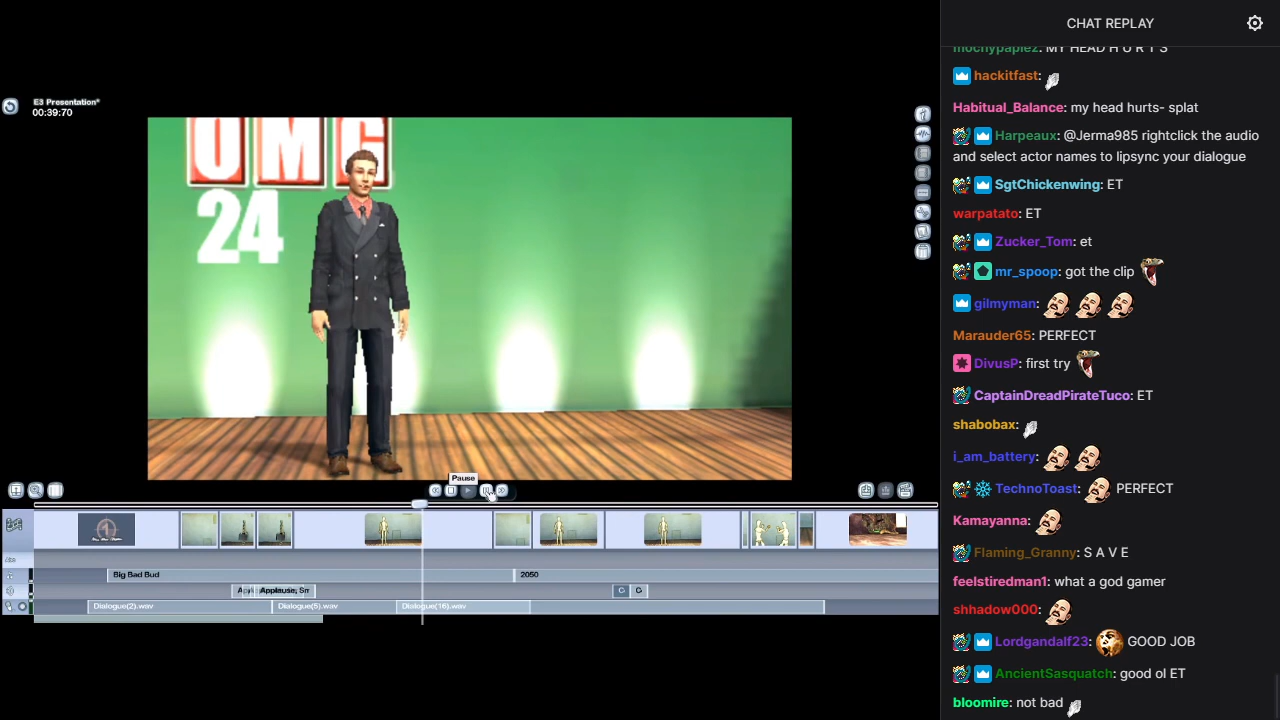 CHAT REPLAY
mochypapiez: MY HEAD H U R T S
hackitfast:
Habitual_Balance: my head hurts- splat
Harpeaux: @Jerma985 rightclick the audio
and select actor names to lipsync your dialogue
SgtChickenwing: ET
warpatato: ET
Zucker_Tom: et
mr_spoop: got the clip
gilmyman:
Marauder65: PERFECT
DivusP: first try
CaptainDreadPirateTuco: ET
shabobax:
i_am_battery:
TechnoToast: PERFECT
Kamayanna:
Flaming_Granny: S A V E
feelstiredman1: what a god gamer
shhadow000:
Lordgandalf23: GOOD JOB
AncientSasquatch: good ol ET
bloomire: not bad
E3 Presentation*
00:39:70
OMG
24
Pause
Big Bad Bud
2050
Applause, Sm
Dialogue(2).wav
Dialogue(5).wav
Dialogue(16).wav